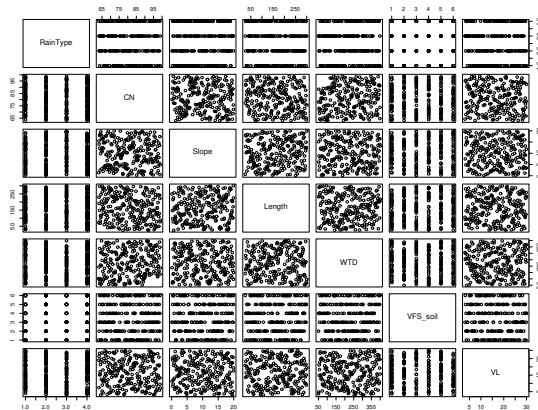 65 75 85 95
50 150 250
1 2 3 4 5 6
RainType
CN
65 75 85 95
Slope
Length
50 150 250
WTD
VFS_soil
1 2 3 4 5 6
VL
1.0 2.0 3.0 4.0
0 5 10 15 20
50 150 250 350
5 10 20 30